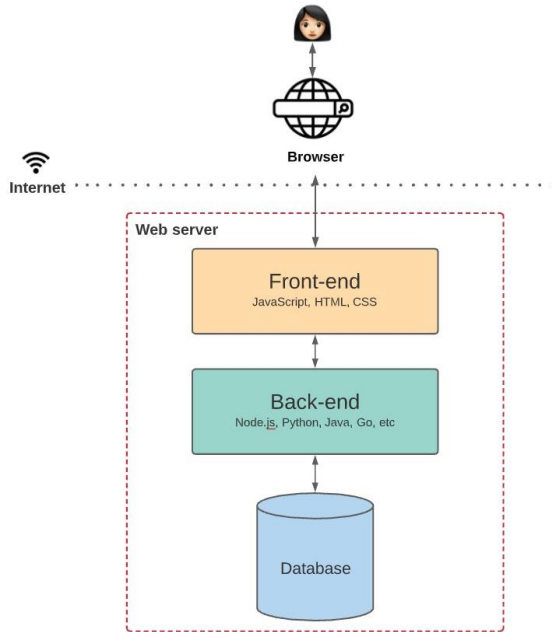 Browser
Internet
Web server
Front-end
JavaScript, HTML, CSS
Back-end
Node.js, Python, Java, Go, etc
Database